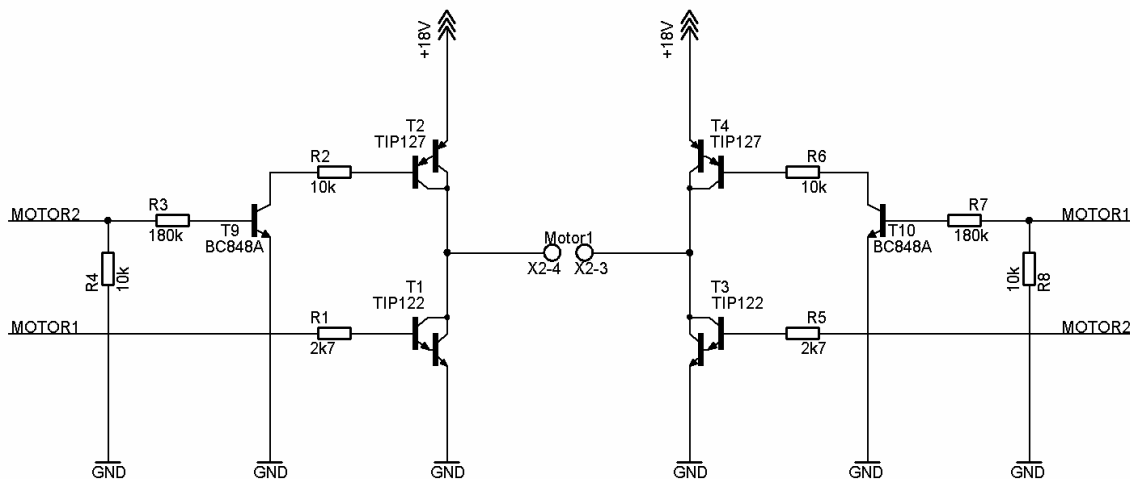 +18V
+18V
T2
TIP127
T4
TIP127
R2
10k
R6
10k
MOTOR2
R3
180k
T9
BC848A
R7
180k
T10
BC848A
MOTOR1
Motor1
X2-4
X2-3
R4
10k
10k
R8
T1
TIP122
T3
TIP122
MOTOR1
R1
2k7
R5
2k7
MOTOR2
GND
GND
GND
GND
GND
GND